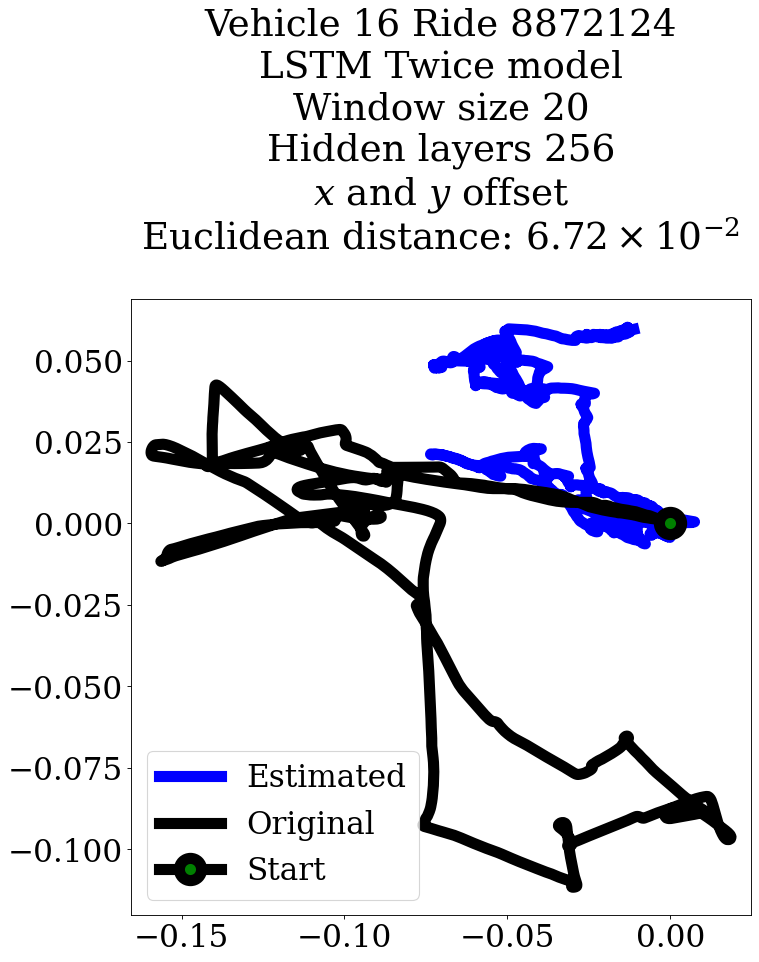 Vehicle 16 Ride 8872124
LSTM Twice model
Window size 20
Hidden layers 256
x and y offset
Euclidean distance: 6.72 × 10⁻²
0.050
0.025
0.000
−0.025
−0.050
−0.075
−0.100
Estimated
Original
Start
−0.15
−0.10
−0.05
0.00